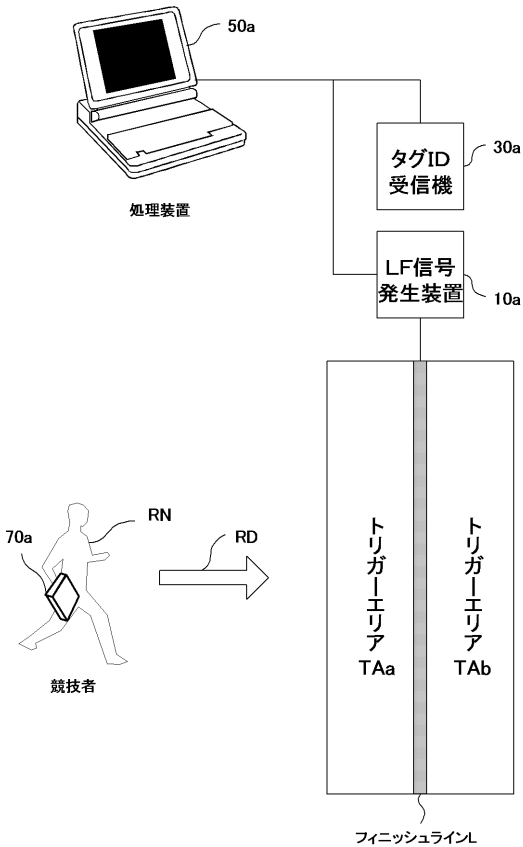 50a
処理装置
タグID
受信機
30a
LF信号
発生装置
10a
70a
RN
RD
競技者
トリガーエリア
TAa
トリガーエリア
TAb
フィニッシュラインL